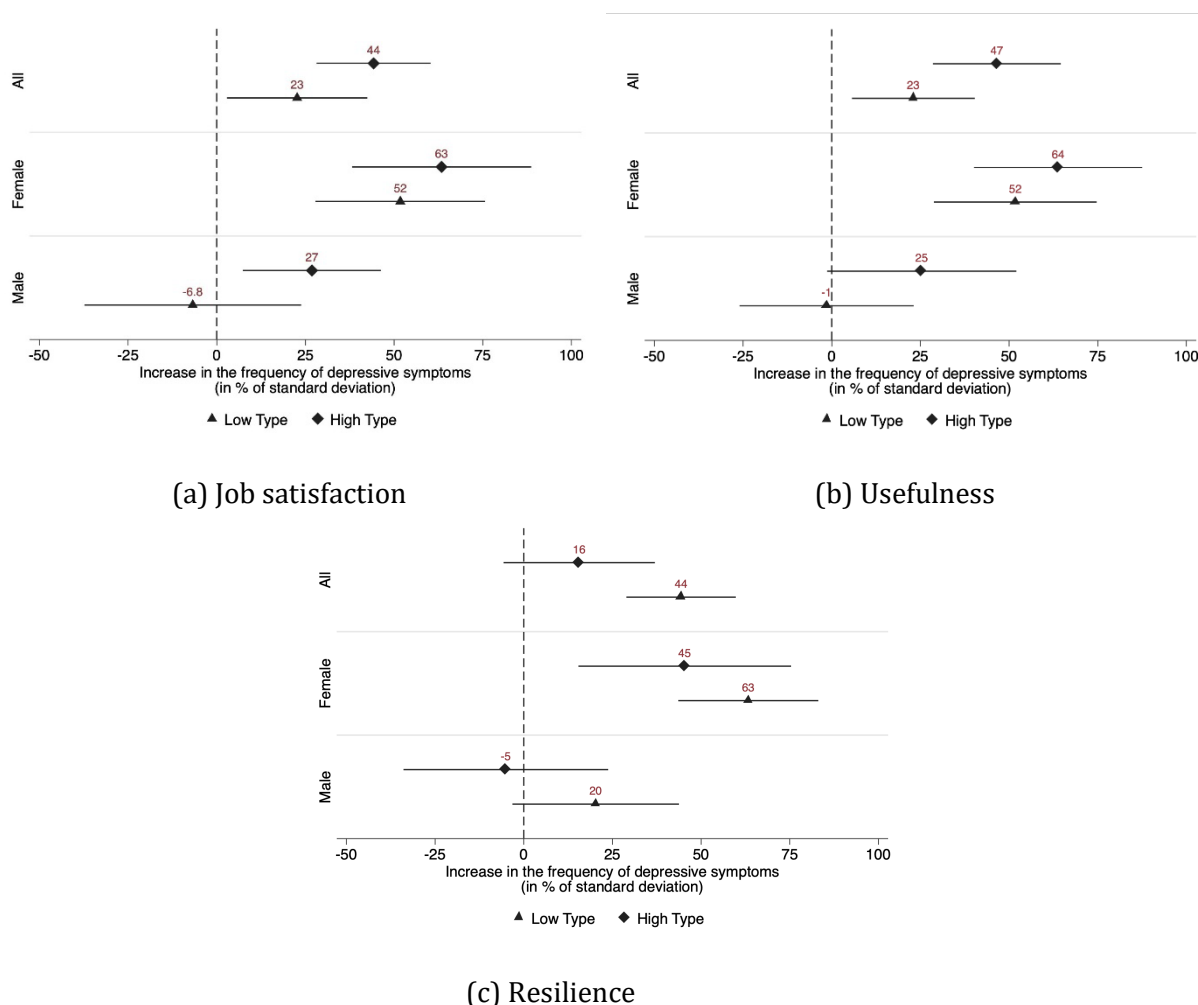 All
44
23
Female
63
52
Male
27
-6.8
-50 -25 0 25 50 75 100
Increase in the frequency of depressive symptoms
(in % of standard deviation)
Low Type High Type
(a) Job satisfaction
All
47
23
Female
64
52
Male
25
-1
-50 -25 0 25 50 75 100
Increase in the frequency of depressive symptoms
(in % of standard deviation)
Low Type High Type
(b) Usefulness
All
16
44
Female
45
63
Male
-5
20
-50 -25 0 25 50 75 100
Increase in the frequency of depressive symptoms
(in % of standard deviation)
Low Type High Type
(c) Resilience